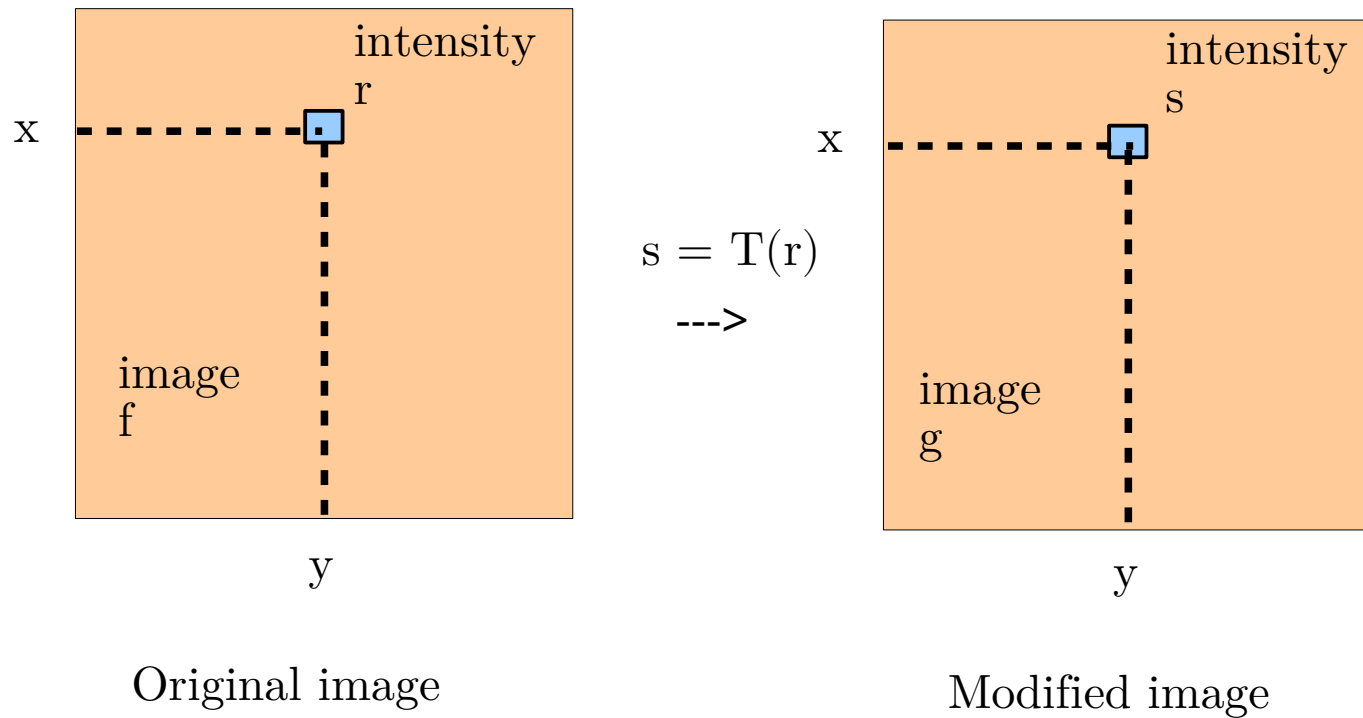 intensity
r
x
image
f
y
Original image
s = T(r)
--->
intensity
s
x
image
g
y
Modified image